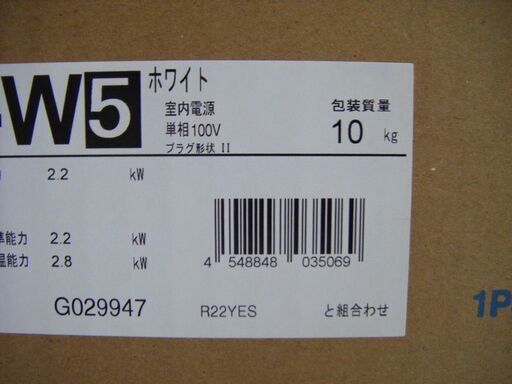 W5 ホワイト
室内電源
単相100V
プラグ形状 II
包装質量
10 kg
2.2 kW
準能力 2.2 kW
温能力 2.8 kW
4 548848 035069
G029947 R22YES と組合わせ
1P